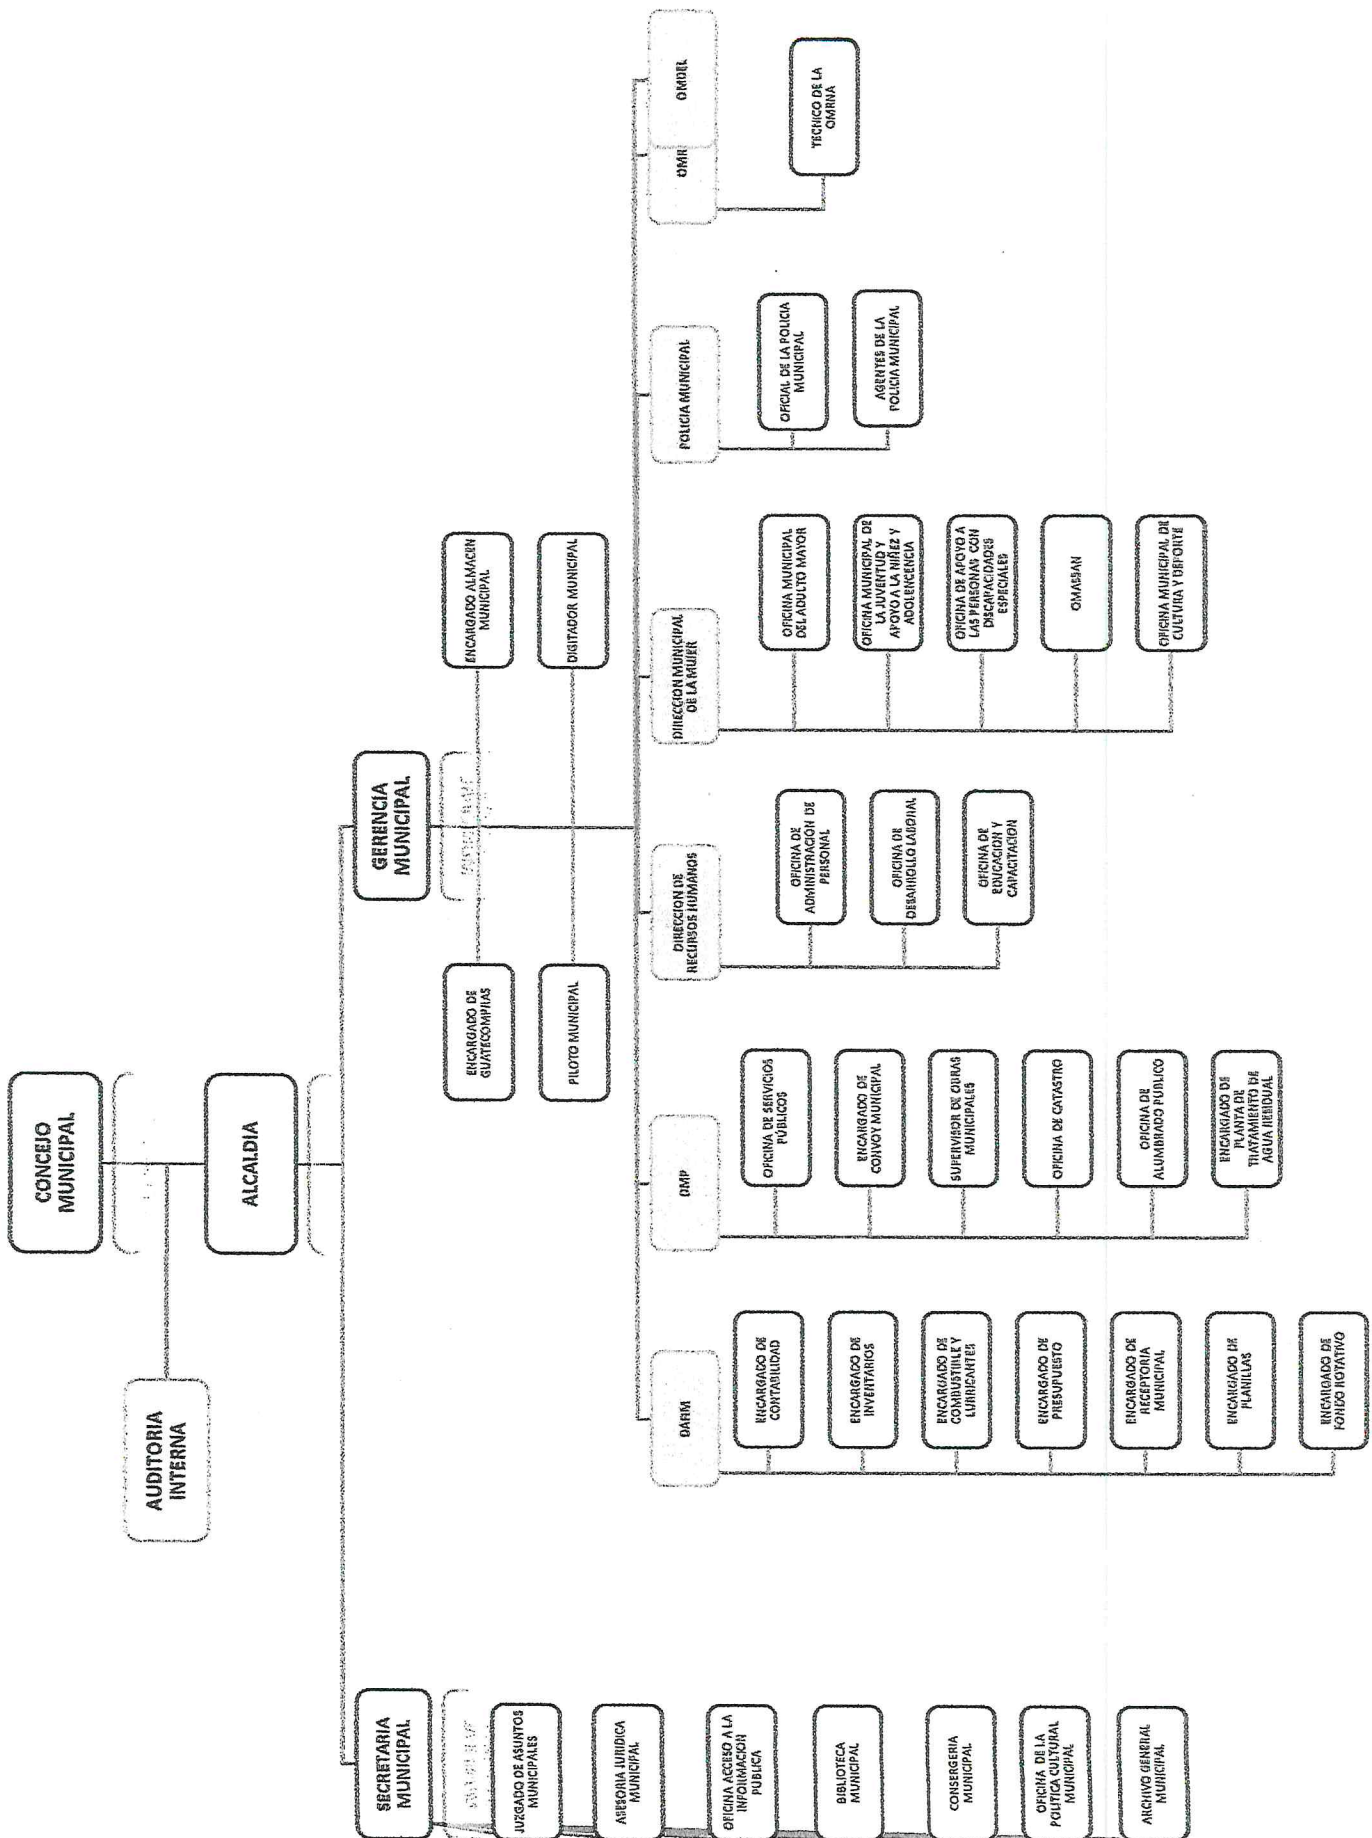 CONCEJO
MUNICIPAL
AUDITORIA
INTERNA
ALCALDIA
SECRETARIA
MUNICIPAL
GERENCIA
MUNICIPAL
JUZGADO DE ASUNTOS
MUNICIPALES
ASESORIA JURIDICA
MUNICIPAL
OFICINA ACCESO A LA
INFORMACION
PUBLICA
BIBLIOTECA
MUNICIPAL
CONSERGERIA
MUNICIPAL
OFICINA DE LA
POLITICA CULTURAL
MUNICIPAL
ARCHIVO GENERAL
MUNICIPAL
ENCARGADO DE
GUATECOMPRAS
ENCARGADO ALMACEN
MUNICIPAL
PILOTO MUNICIPAL
DIGITADOR MUNICIPAL
DAFIM
ENCARGADO DE
CONTABILIDAD
ENCARGADO DE
INVENTARIOS
ENCARGADO DE
COMBUSTIBLE Y
LUBRICANTES
ENCARGADO DE
PRESUPUESTO
ENCARGADO DE
RECEPTORIA
MUNICIPAL
ENCARGADO DE
PLANILLAS
ENCARGADO DE
FONDO ROTATIVO
DMP
OFICINA DE SERVICIOS
PÚBLICOS
ENCARGADO DE
CONVOY MUNICIPAL
SUPERVISOR DE OBRAS
MUNICIPALES
OFICINA DE CATASTRO
OFICINA DE
ALUMBRADO PUBLICO
ENCARGADO DE
PLANTA DE
TRATAMIENTO DE
AGUA RESIDUAL
DIRECCION DE
RECURSOS HUMANOS
OFICINA DE
ADMINISTRACION DE
PERSONAL
OFICINA DE
DESARROLLO LABORAL
OFICINA DE
EDUCACION Y
CAPACITACION
DIRECCION MUNICIPAL
DE LA MUJER
OFICINA MUNICIPAL
DEL ADULTO MAYOR
OFICINA MUNICIPAL DE
LA JUVENTUD Y
APOYO A LA NIÑEZ Y
ADOLENCENCIA
OFICINA DE APOYO A
LAS PERSONAS CON
DISCAPACIDADES
ESPECIALES
OMASSAN
OFICINA MUNICIPAL DE
CULTURA Y DEPORTE
POLICIA MUNICIPAL
OFICIAL DE LA POLICIA
MUNICIPAL
AGENTES DE LA
POLICIA MUNICIPAL
OMR
OMDEL
TECNICO DE LA
OMRNA